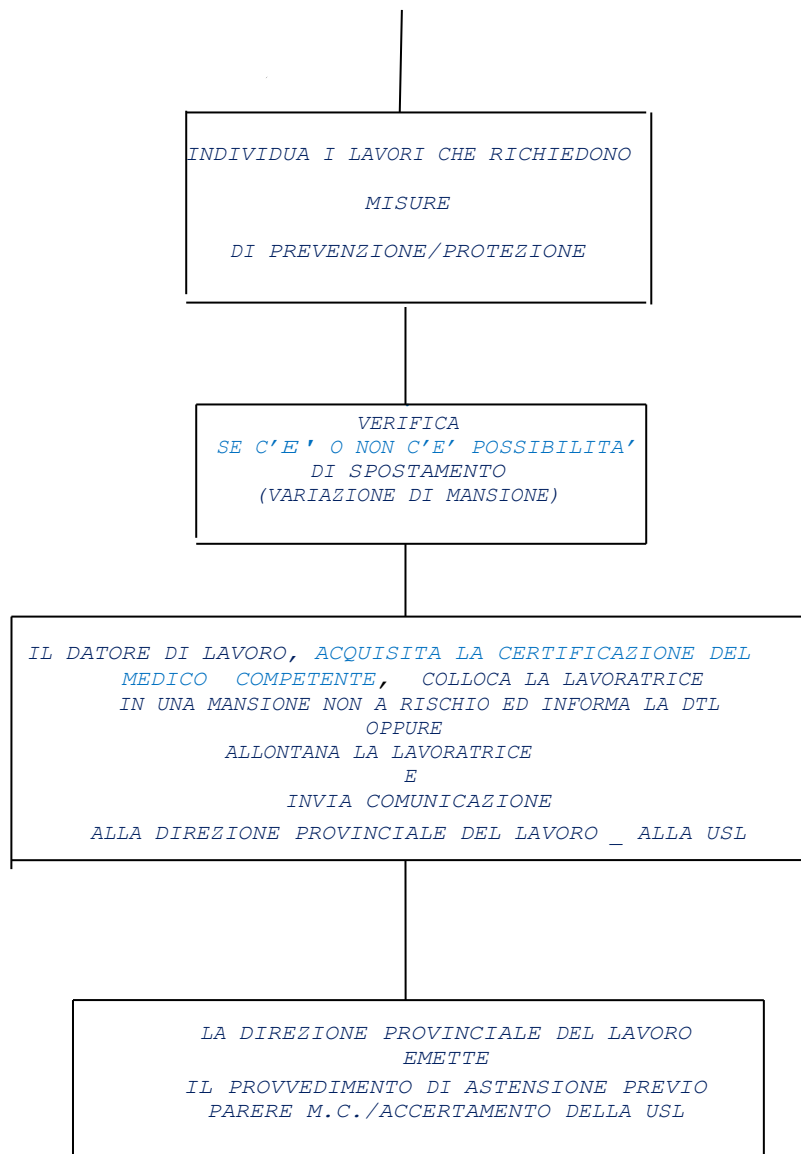 INDIVIDUA I LAVORI CHE RICHIEDONO
MISURE
DI PREVENZIONE/PROTEZIONE
VERIFICA
SE C'E' O NON C'E' POSSIBILITA'
DI SPOSTAMENTO
(VARIAZIONE DI MANSIONE)
IL DATORE DI LAVORO, ACQUISITA LA CERTIFICAZIONE DEL
MEDICO COMPETENTE, COLLOCA LA LAVORATRICE
IN UNA MANSIONE NON A RISCHIO ED INFORMA LA DTL
OPPURE
ALLONTANA LA LAVORATRICE
E
INVIA COMUNICAZIONE
ALLA DIREZIONE PROVINCIALE DEL LAVORO _ ALLA USL
LA DIREZIONE PROVINCIALE DEL LAVORO
EMETTE
IL PROVVEDIMENTO DI ASTENSIONE PREVIO
PARERE M.C./ACCERTAMENTO DELLA USL